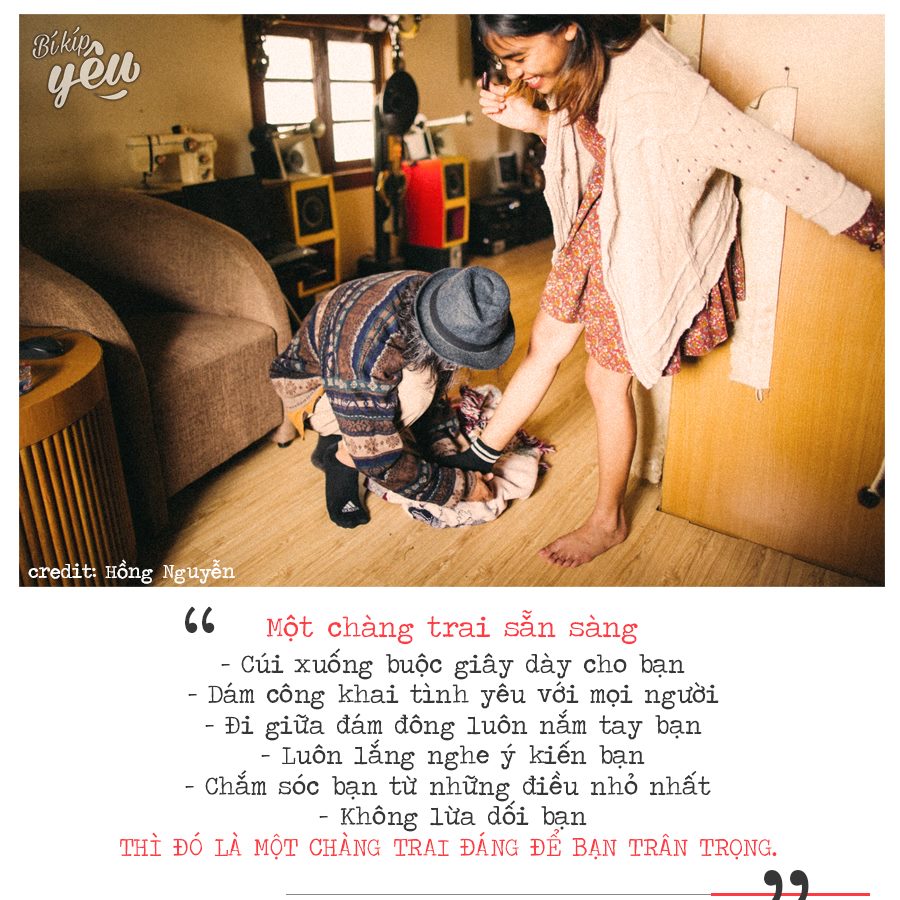 Bí kíp
yêu
credit: Hồng Nguyễn
“
Một chàng trai sẵn sàng
- Cúi xuống buộc giây dày cho bạn
- Dám công khai tình yêu với mọi người
- Đi giữa đám đông luôn nắm tay bạn
- Luôn lắng nghe ý kiến bạn
- Chắm sóc bạn từ những điều nhỏ nhất
- Không lừa dối bạn
THÌ ĐÓ LÀ MỘT CHÀNG TRAI ĐÁNG ĐỂ BẠN TRÂN TRỌNG.
”